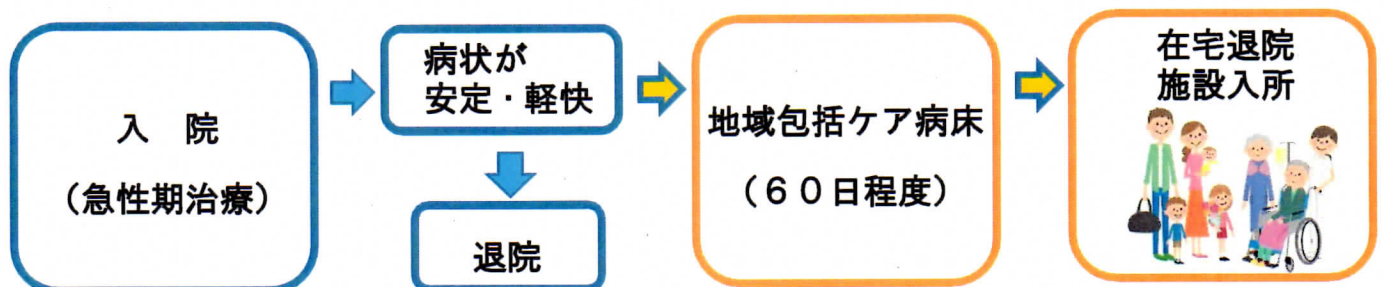 入　院
（急性期治療）
病状が
安定・軽快
退院
地域包括ケア病床
（６０日程度）
在宅退院
施設入所